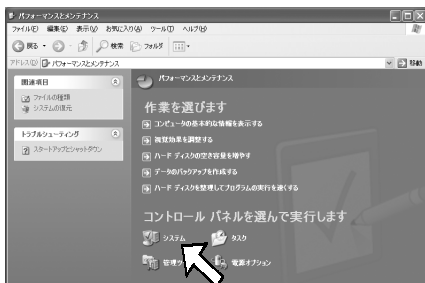 パフォーマンスとメンテナンス
ファイル(F) 編集(E) 表示(V) お気に入り(A) ツール(T) ヘルプ(H)
戻る 検索 フォルダ
アドレス(D) パフォーマンスとメンテナンス 移動
関連項目
ファイルの種類
システムの復元
トラブルシューティング
スタートアップとシャットダウン
パフォーマンスとメンテナンス
作業を選びます
コンピュータの基本的な情報を表示する
視覚効果を調整する
ハード ディスクの空き容量を増やす
データのバックアップを作成する
ハード ディスクを整理してプログラムの実行を速くする
コントロール パネルを選んで実行します
システム タスク
管理ツ 電源オプション